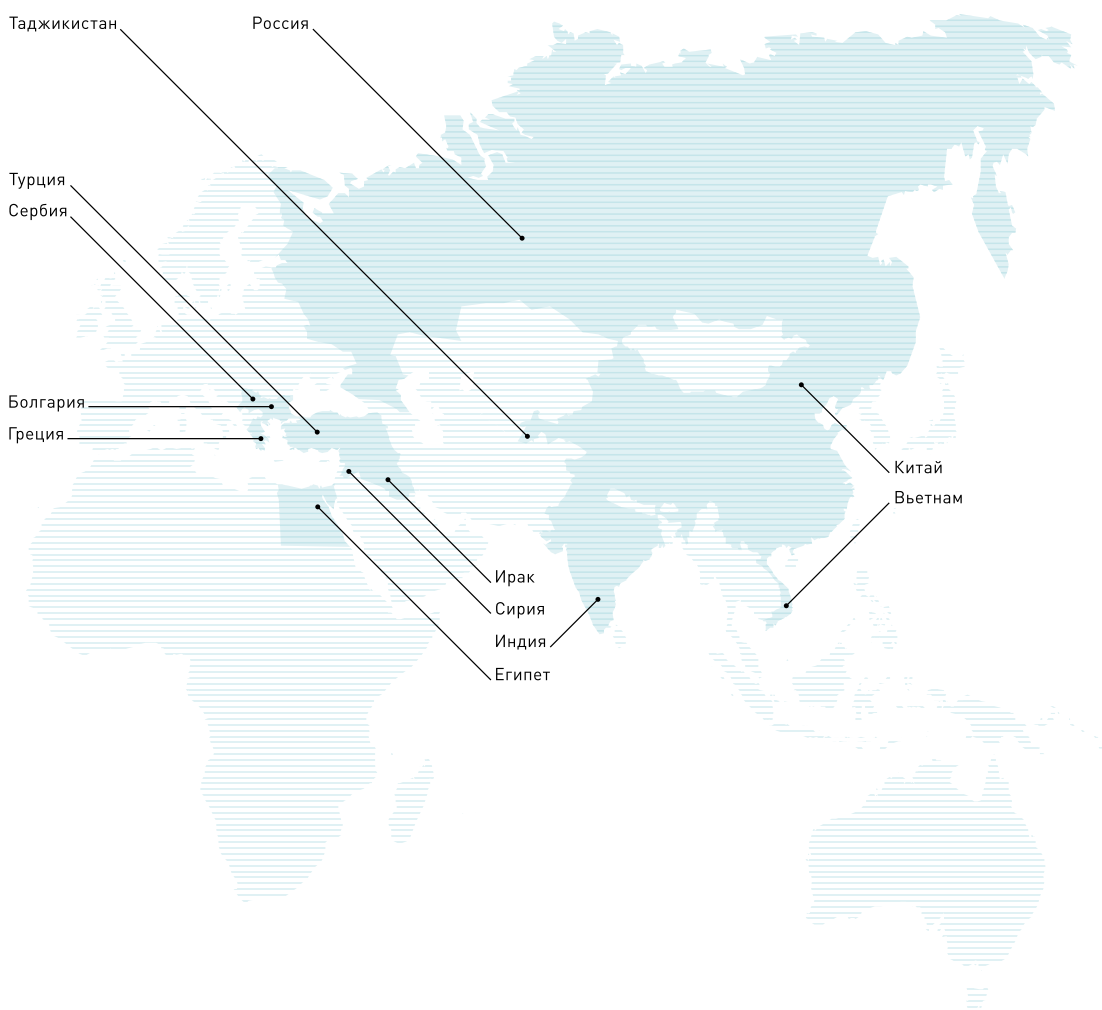 Таджикистан
Россия
Турция
Сербия
Болгария
Греция
Китай
Вьетнам
Ирак
Сирия
Индия
Египет